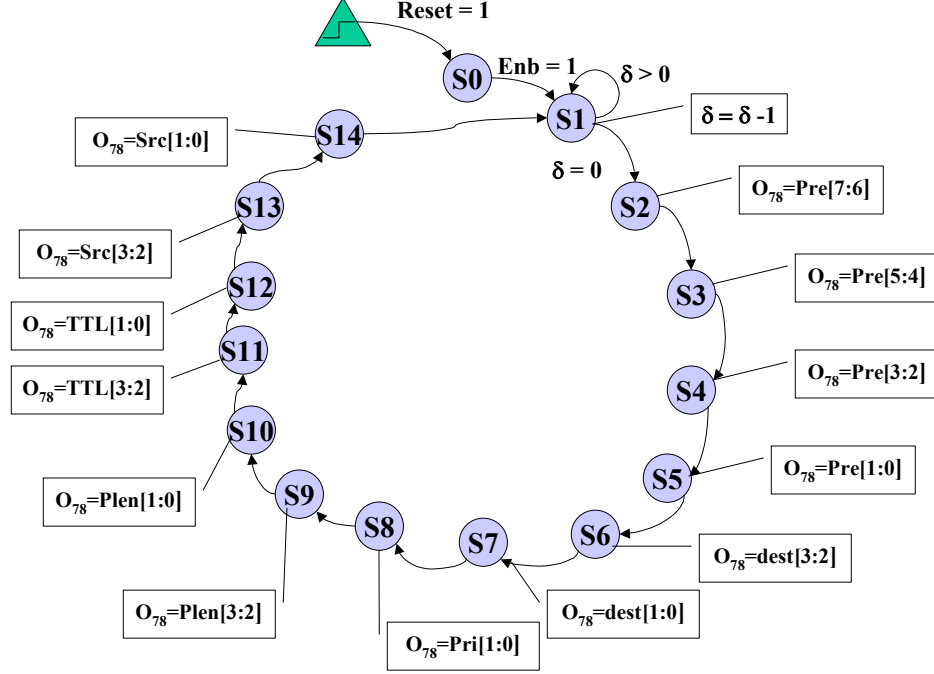 Reset = 1
S0
Enb = 1
S1
δ > 0
δ = δ -1
δ = 0
S2
O₇₈=Pre[7:6]
S3
O₇₈=Pre[5:4]
S4
O₇₈=Pre[3:2]
S5
O₇₈=Pre[1:0]
S6
O₇₈=dest[3:2]
S7
O₇₈=dest[1:0]
S8
O₇₈=Pri[1:0]
S9
O₇₈=Plen[3:2]
S10
O₇₈=Plen[1:0]
S11
O₇₈=TTL[3:2]
S12
O₇₈=TTL[1:0]
S13
O₇₈=Src[3:2]
S14
O₇₈=Src[1:0]